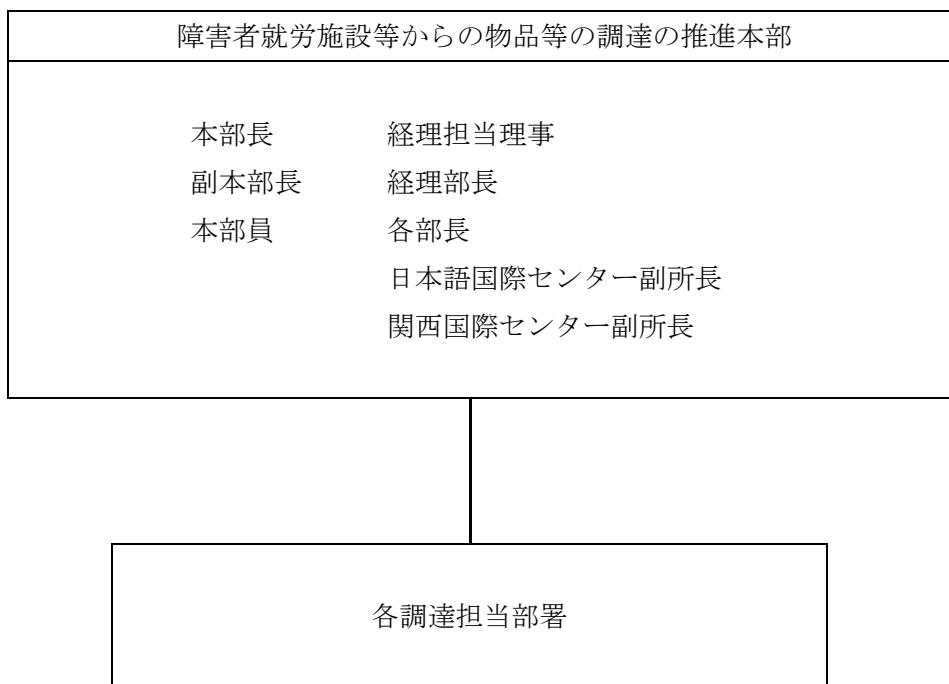 障害者就労施設等からの物品等の調達の推進本部
本部長 経理担当理事
副本部長 経理部長
本部員 各部長
日本語国際センター副所長
関西国際センター副所長
各調達担当部署